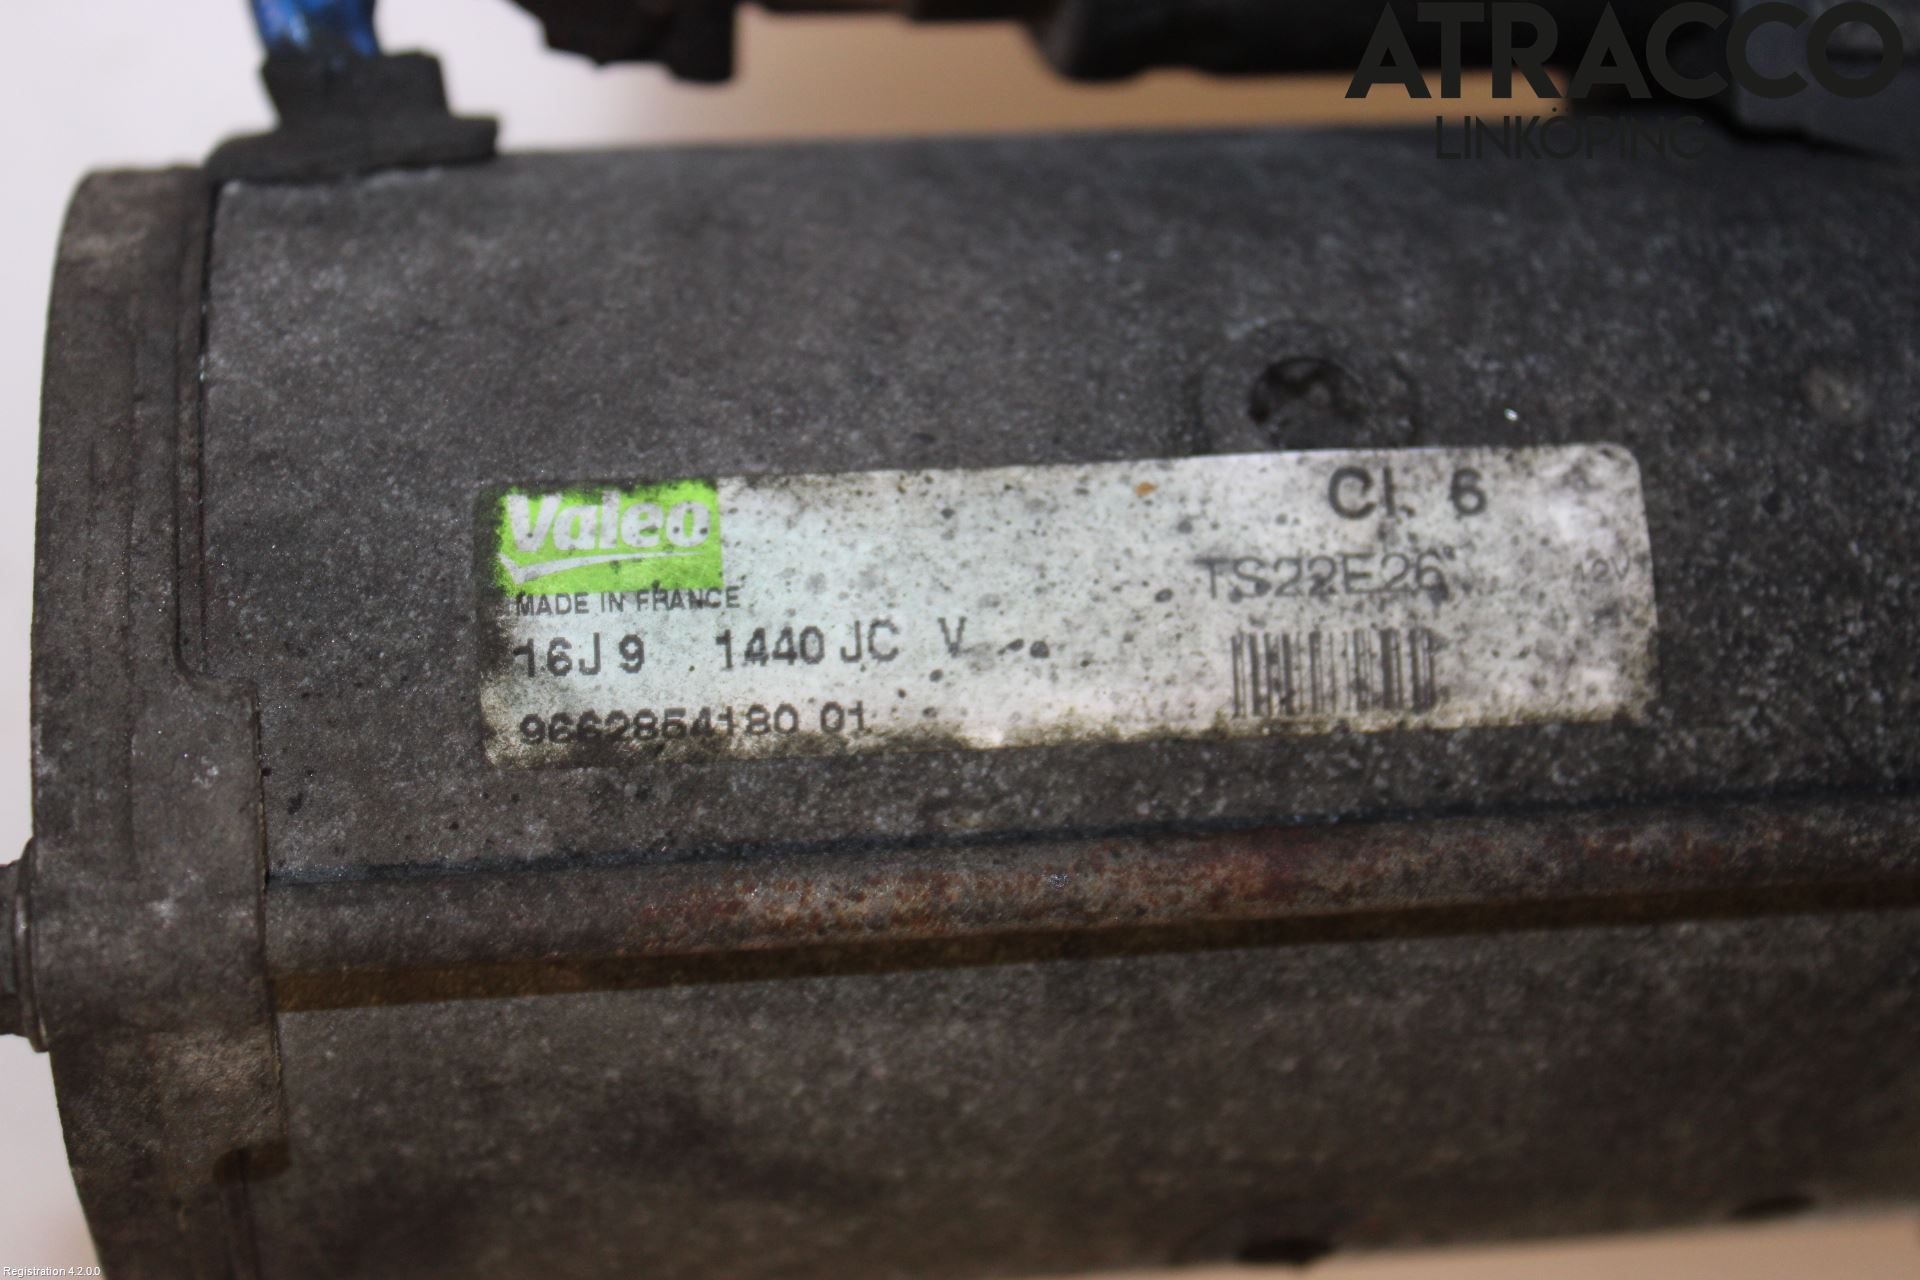 ATRACCO
LINKÖPING
Valeo
Cl. 6
MADE IN FRANCE
TS22E26
12V
16J 9 1440 JC V
9662854180 01
Registration 4.2.0.0